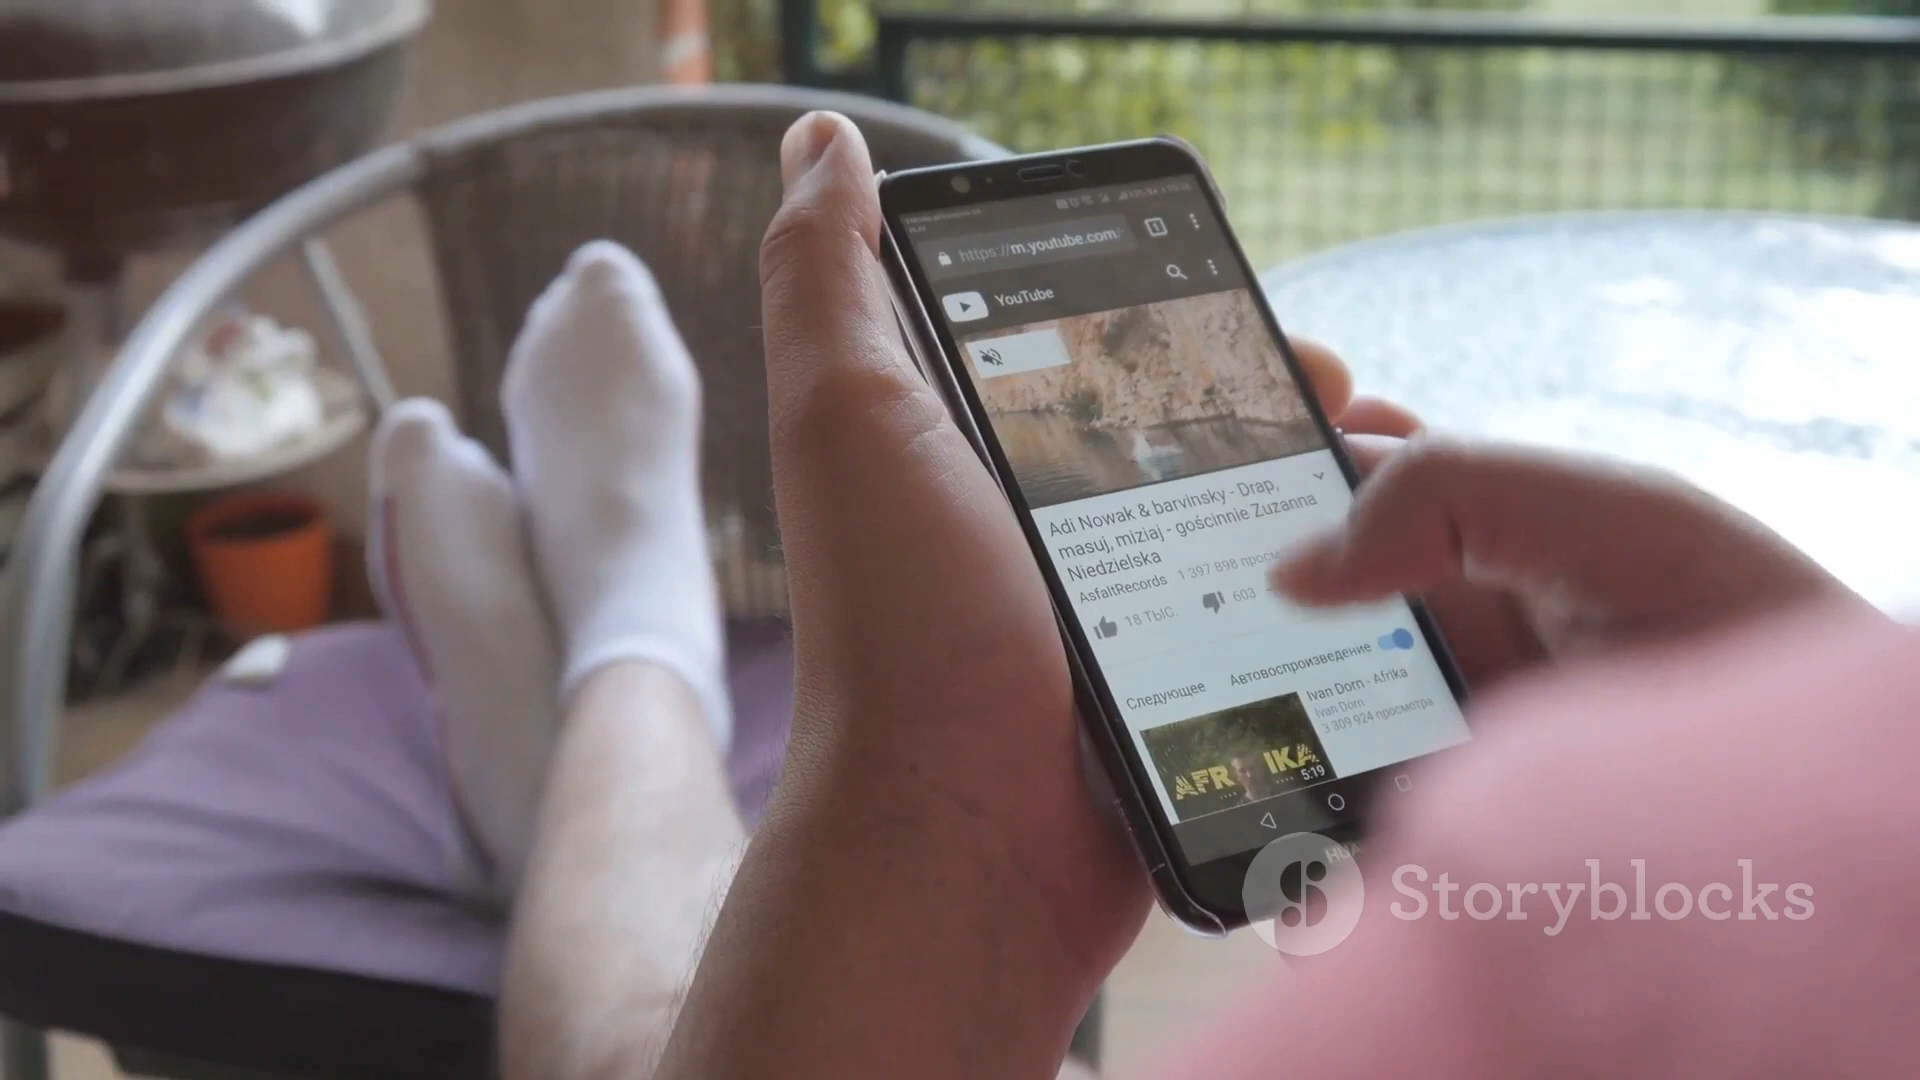 https://m.youtube.com/
YouTube
Adi Nowak & barvinsky - Drap,
masuj, miziaj - gościnnie Zuzanna
Niedzielska
AsfaltRecords 1 397 898 просм
18 ТЫС. 603
Следующее Автовоспроизведение
Ivan Dorn - Afrika
Ivan Dorn
3 309 924 просмотра
AFR IKA
5:19
Storyblocks